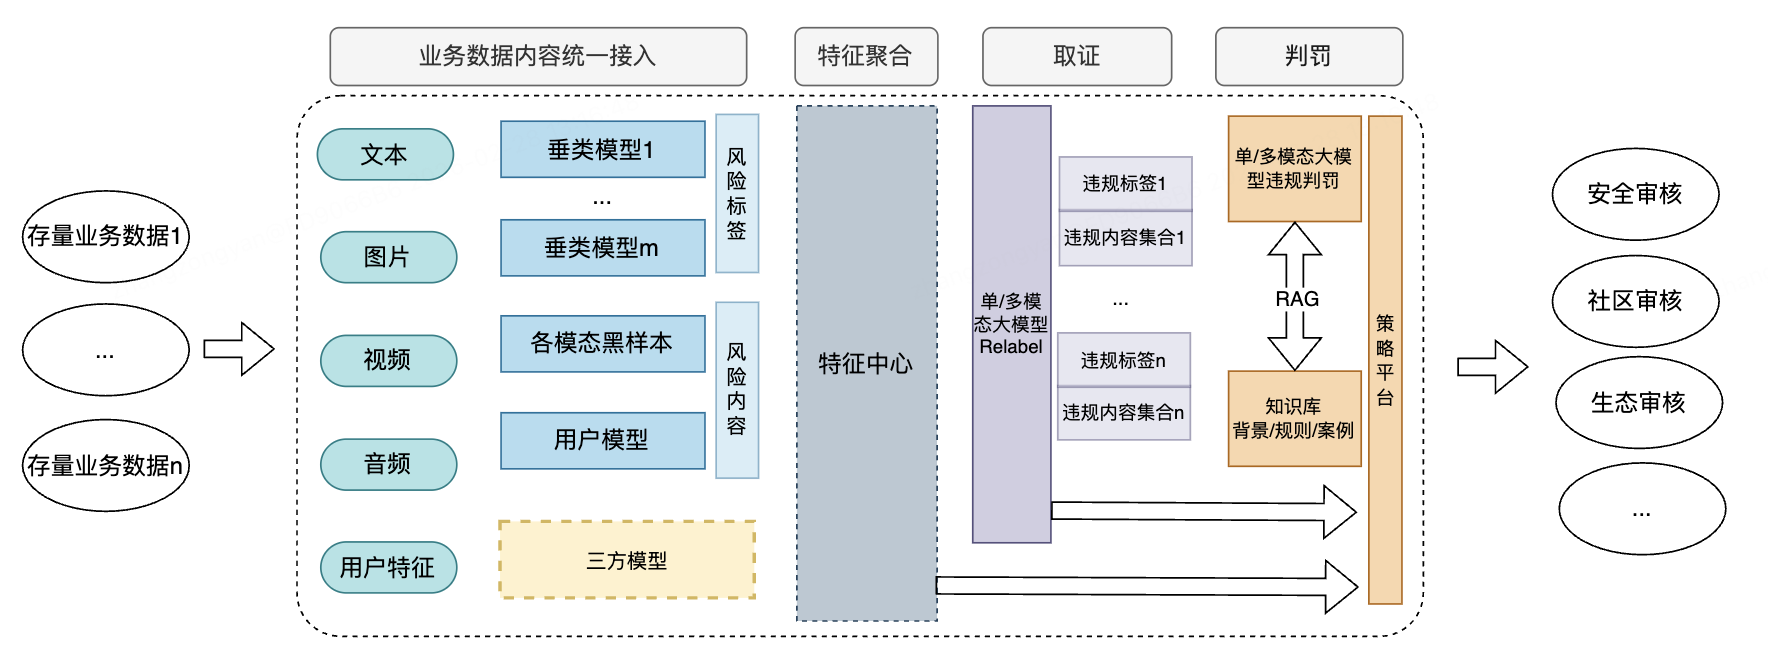 业务数据内容统一接入
特征聚合
取证
判罚
存量业务数据1
...
存量业务数据n
文本
图片
视频
音频
用户特征
垂类模型1
...
垂类模型m
各模态黑样本
用户模型
三方模型
风
险
标
签
风
险
内
容
特征中心
单/多模
态大模型
Relabel
违规标签1
违规内容集合1
...
违规标签n
违规内容集合n
单/多模态大模
型违规判罚
RAG
知识库
背景/规则/案例
策
略
平
台
安全审核
社区审核
生态审核
...